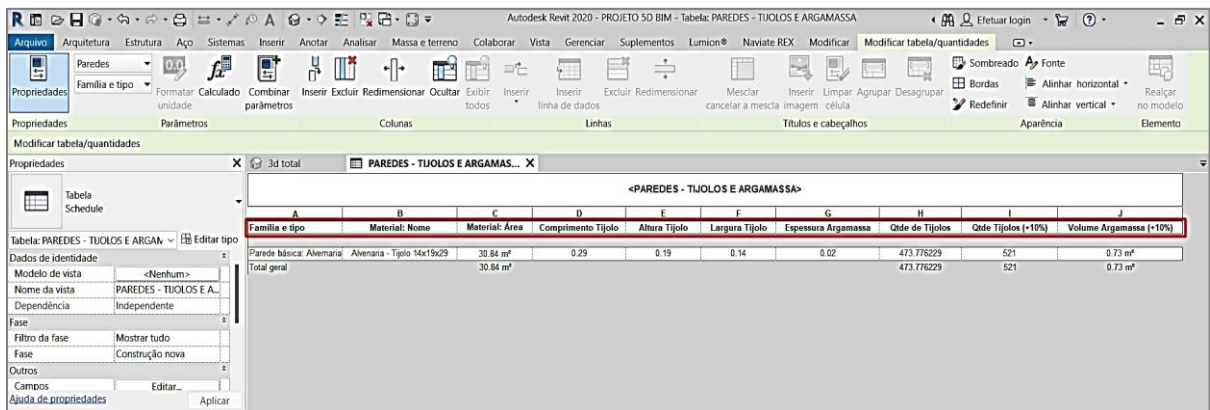 Autodesk Revit 2020 - PROJETO 5D BIM - Tabela: PAREDES - TIJOLOS E ARGAMASSA
Efetuar login
Arquivo Arquitetura Estrutura Aço Sistemas Inserir Anotar Analisar Massa e terreno Colaborar Vista Gerenciar Suplementos Lumion® Naviate REX Modificar Modificar tabela/quantidades
Paredes
Família e tipo
Sombreado Fonte
Bordas Alinhar horizontal
Redefinir Alinhar vertical
Propriedades Formatar Calculado Combinar Inserir Excluir Redimensionar Ocultar Exibir Inserir Inserir Excluir Redimensionar Mesclar Inserir Limpar Agrupar Desagrupar Realçar
unidade parâmetros todos linha de dados cancelar a mescla imagem célula no modelo
Propriedades Parâmetros Colunas Linhas Títulos e cabeçalhos Aparência Elemento
Modificar tabela/quantidades
Propriedades X 3d total PAREDES - TIJOLOS E ARGAMAS... X
Tabela
Schedule
Tabela: PAREDES - TIJOLOS E ARGAM Editar tipo
Dados de identidade
Modelo de vista <Nenhum>
Nome da vista PAREDES - TIJOLOS E A...
Dependência Independente
Fase
Filtro da fase Mostrar tudo
Fase Construção nova
Outros
Campos Editar...
Ajuda de propriedades Aplicar
<PAREDES - TIJOLOS E ARGAMASSA>
A B C D E F G H I J
Família e tipo Material: Nome Material: Área Comprimento Tijolo Altura Tijolo Largura Tijolo Espessura Argamassa Qtde de Tijolos Qtde Tijolos (+10%) Volume Argamassa (+10%)
Parede básica: Alvenaria Alvenaria - Tijolo 14x19x29 30.84 m² 0.29 0.19 0.14 0.02 473.776229 521 0.73 m³
Total geral 30.84 m² 473.776229 521 0.73 m³